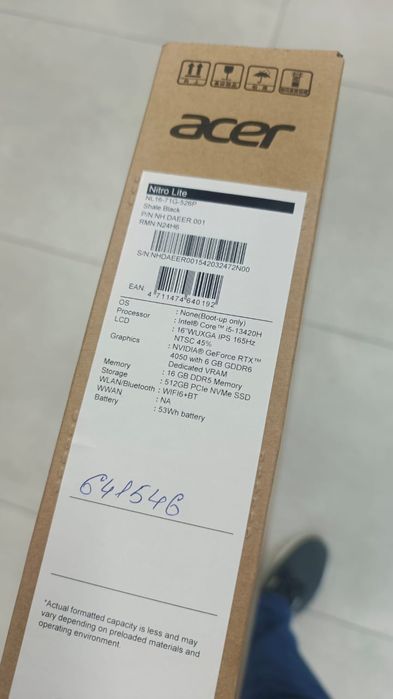 acer
Nitro Lite
NL16-71G-526P
Shale Black
P/N:NH.DAEER.001
RMN:N24H6
S/N:NHDAEER001542032472N00
EAN: 4 711474 640192
OS : None(Boot-up only)
Processor : Intel® Core™ i5-13420H
LCD : 16"WUXGA IPS 165Hz
NTSC 45%
Graphics : NVIDIA® GeForce RTX™
4050 with 6 GB GDDR6
Dedicated VRAM
Memory : 16 GB DDR5 Memory
Storage : 512GB PCIe NVMe SSD
WLAN/Bluetooth : WIFI6+BT
WWAN : NA
Battery : 53Wh battery
641546
*Actual formatted capacity is less and may
vary depending on preloaded materials and
operating environment.